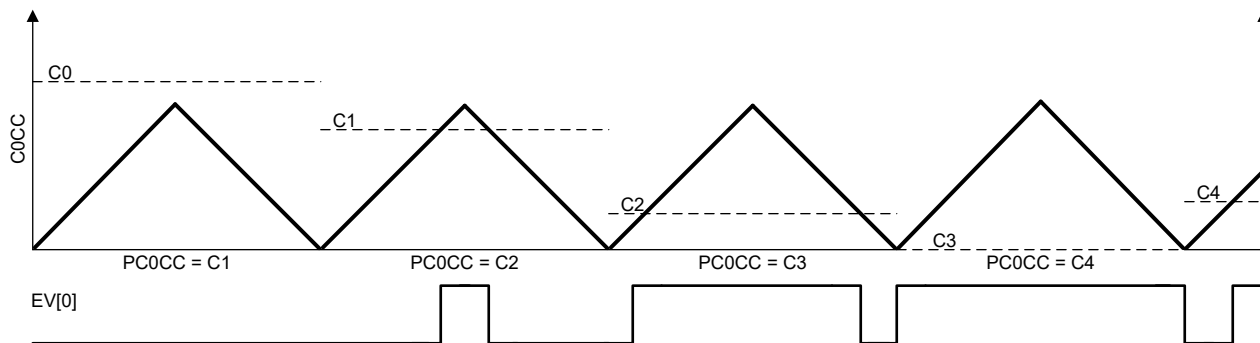 C0
C1
C2
C3
C4
C0CC
PC0CC = C1
PC0CC = C2
PC0CC = C3
PC0CC = C4
EV[0]